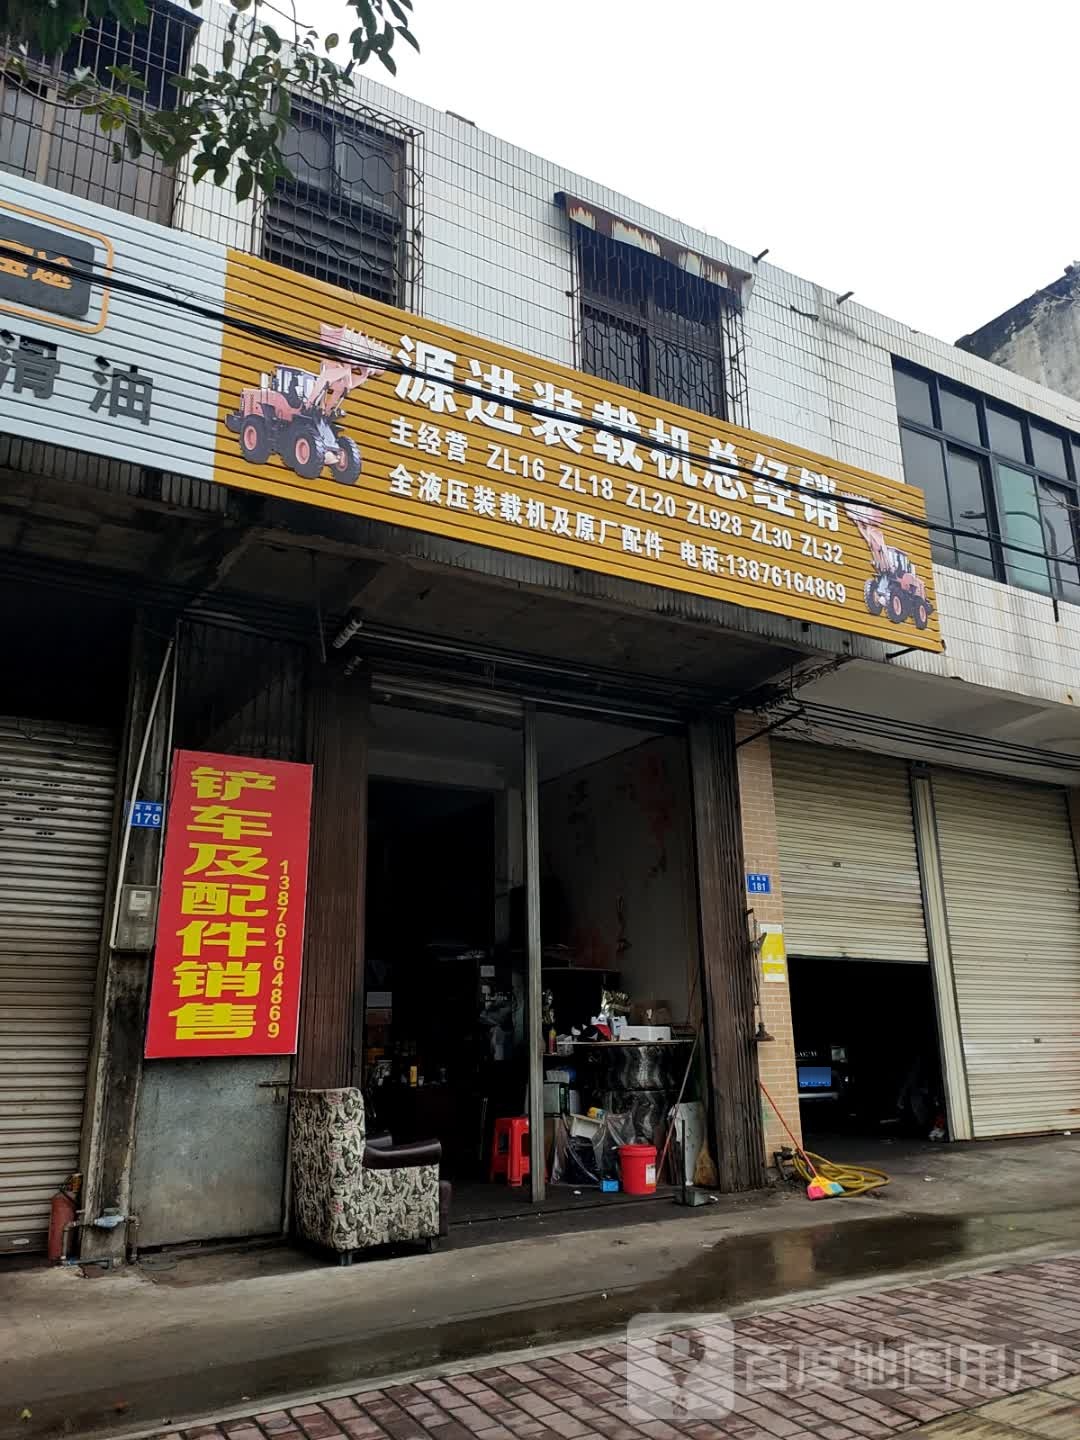 滑油
源进装载机总经销
主经营 ZL16 ZL18 ZL20 ZL928 ZL30 ZL32
全液压装载机及原厂配件 电话:13876164869
铲车及配件销售
13876164869
179
181
百度地图用户